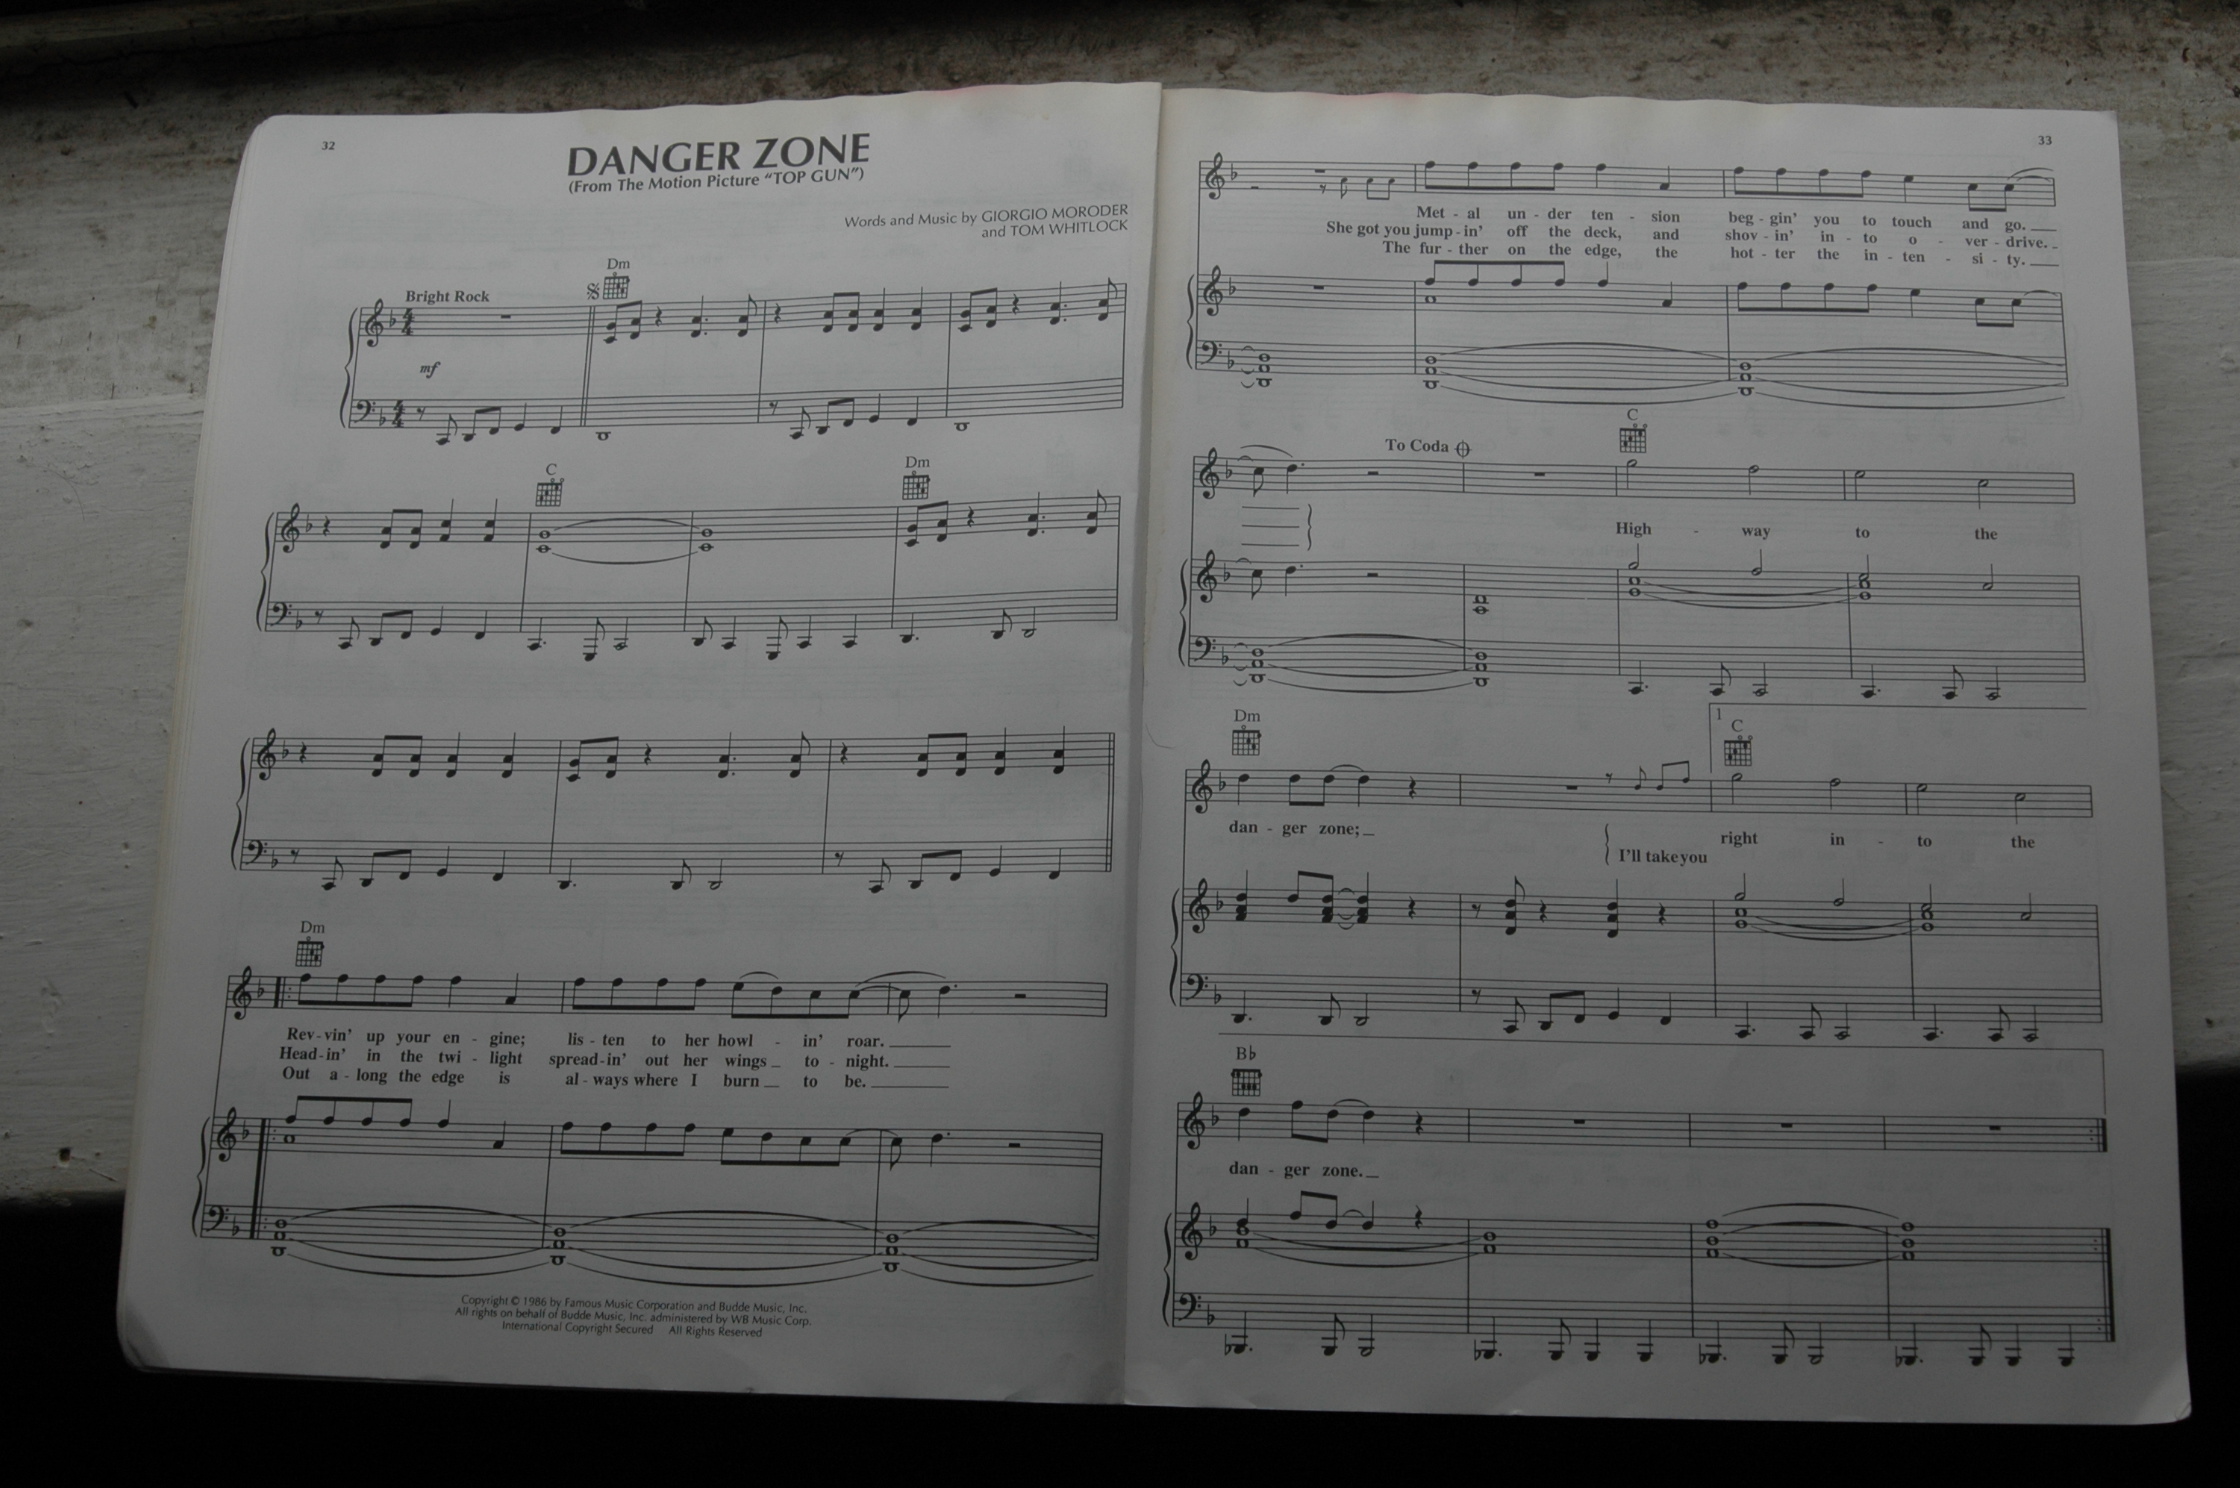 32
DANGER ZONE
(From The Motion Picture "TOP GUN")
Words and Music by GIORGIO MORODER
and TOM WHITLOCK
Dm
Bright Rock
mf
C Dm
Dm
Rev-vin' up your en - gine; lis - ten to her howl - in' roar.
Head-in' in the twi - light spread-in' out her wings to - night.
Out a - long the edge is al - ways where I burn to be.
Copyright © 1986 by Famous Music Corporation and Budde Music, Inc.
All rights on behalf of Budde Music, Inc. administered by WB Music Corp.
International Copyright Secured All Rights Reserved
33
Met - al un - der ten - sion beg - gin' you to touch and go.
She got you jump-in' off the deck, and shov - in' in - to o - ver - drive.
The fur - ther on the edge, the hot - ter the in - ten - si - ty.
To Coda
C
High - way to the
Dm
1
C
dan - ger zone;
right in - to the
I'll take you
Bb
dan - ger zone.